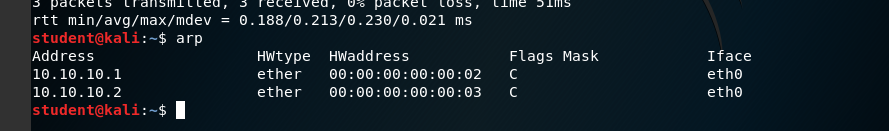 3 packets transmitted, 3 received, 0% packet loss, time 51ms
rtt min/avg/max/mdev = 0.188/0.213/0.230/0.021 ms
student@kali:~$ arp
Address                  HWtype  HWaddress           Flags Mask            Iface
10.10.10.1               ether   00:00:00:00:00:02   C                     eth0
10.10.10.2               ether   00:00:00:00:00:03   C                     eth0
student@kali:~$